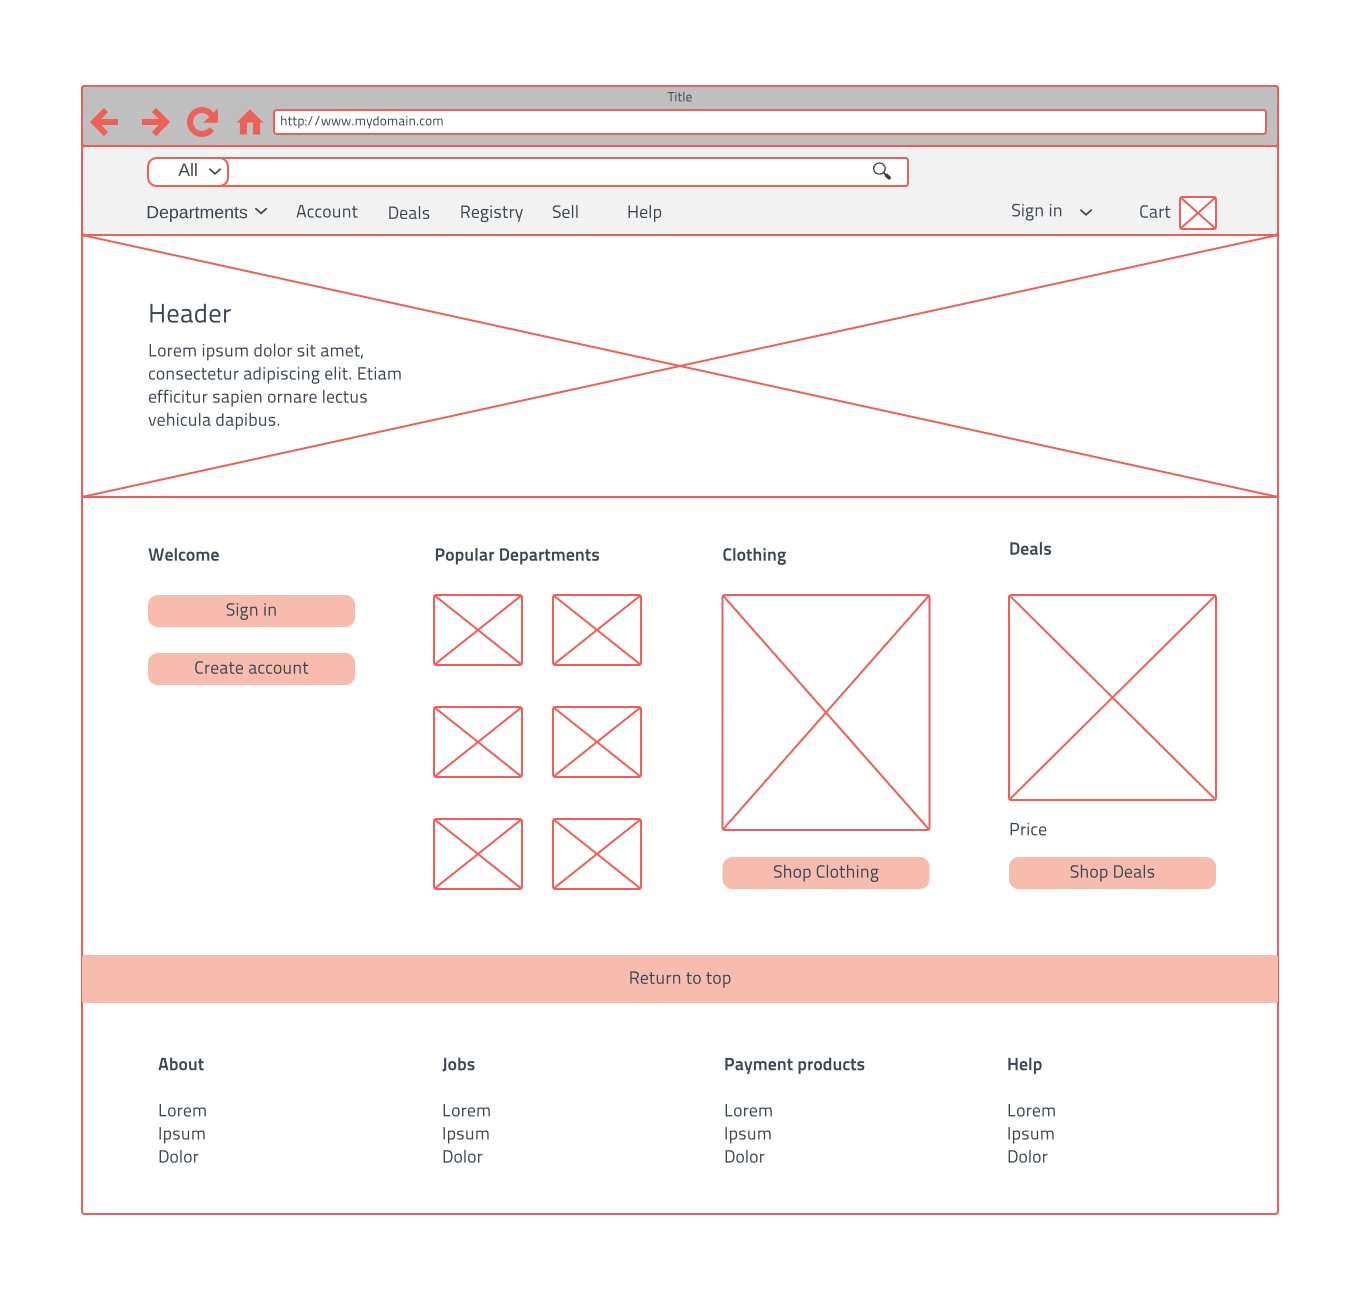 Title
http://www.mydomain.com
All
Departments Account Deals Registry Sell Help Sign in Cart
Header
Lorem ipsum dolor sit amet,
consectetur adipiscing elit. Etiam
efficitur sapien ornare lectus
vehicula dapibus.
Welcome
Sign in
Create account
Popular Departments
Clothing
Shop Clothing
Deals
Price
Shop Deals
Return to top
About
Lorem
Ipsum
Dolor
Jobs
Lorem
Ipsum
Dolor
Payment products
Lorem
Ipsum
Dolor
Help
Lorem
Ipsum
Dolor